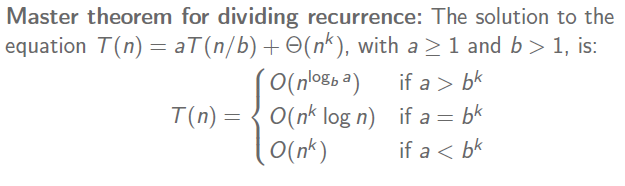 Master theorem for dividing recurrence: The solution to the
equation T(n) = aT(n/b) + Θ(n^k), with a ≥ 1 and b > 1, is:
O(n^{log_b a}) if a > b^k
T(n) = { O(n^k log n) if a = b^k
O(n^k) if a < b^k